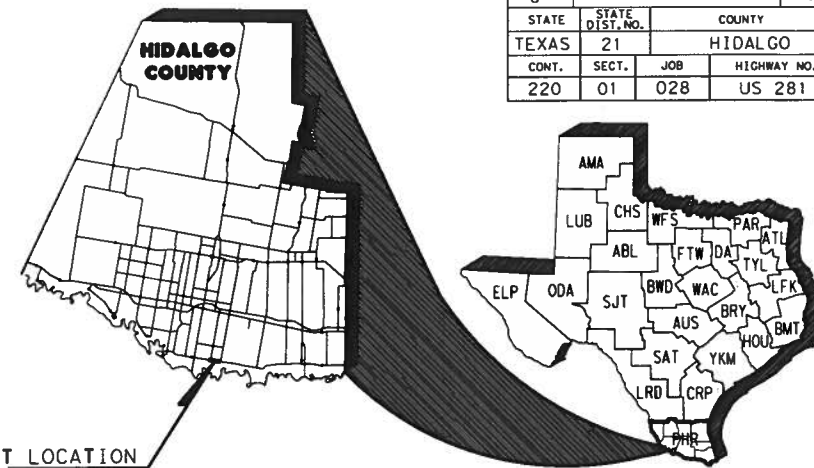 STATE STATE DIST. NO. COUNTY
TEXAS 21 HIDALGO
CONT. SECT. JOB HIGHWAY NO.
220 01 028 US 281
HIDALGO
COUNTY
AMA
LUB
CHS
WFS
PAR
ATL
ABL
FTW
DA
TYL
ELP
ODA
SJT
BWD
WAC
LFK
BRY
BMT
AUS
HOU
SAT
YKM
LRD
CRP
PHR
T LOCATION